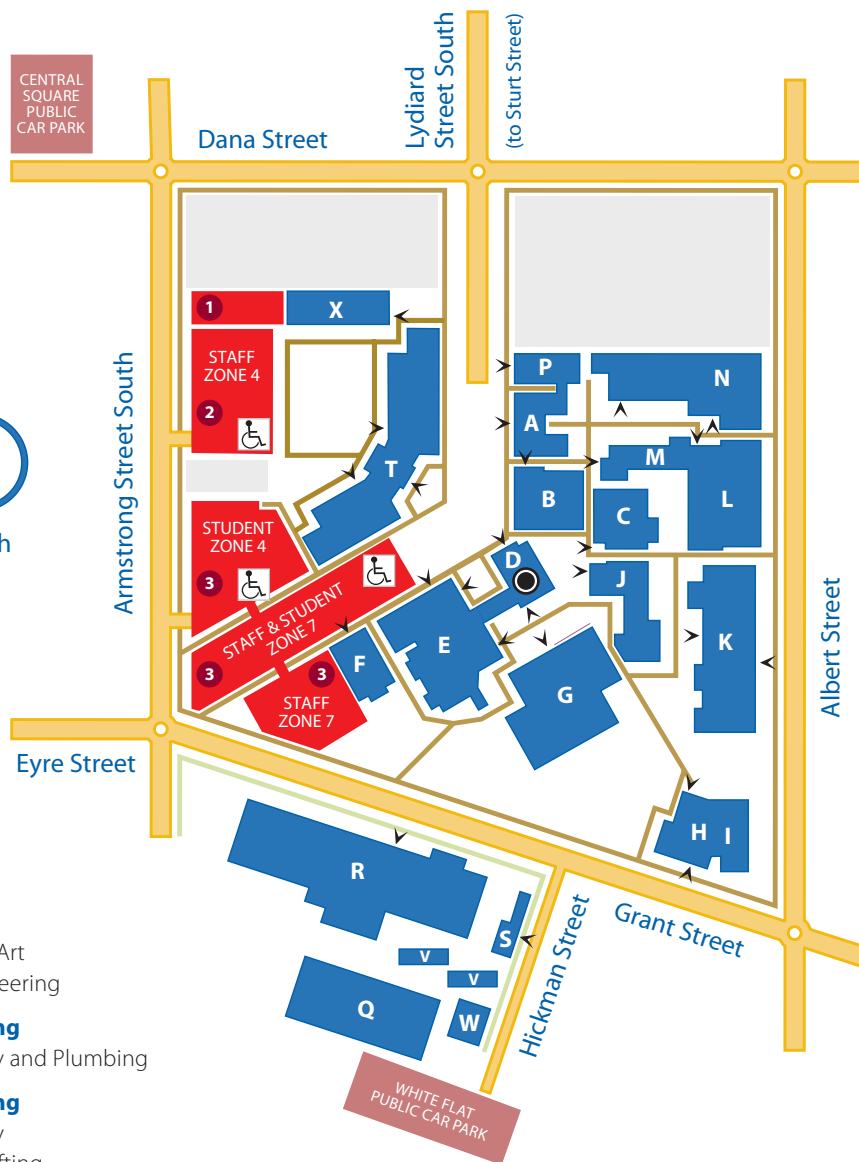 CENTRAL
SQUARE
PUBLIC
CAR PARK
Dana Street
Lydiard
Street South
(to Sturt Street)
1
X
P
N
STAFF
ZONE 4
2
A
T
M
Armstrong Street South
B
C
L
STUDENT
ZONE 4
3
D
J
STAFF & STUDENT
ZONE 7
3
F
E
K
Albert Street
3
STAFF
ZONE 7
G
Eyre Street
H I
R
S
Grant Street
V
V
Q
W
Hickman Street
WHITE FLAT
PUBLIC CAR PARK
h
Art
eering
ng
y and Plumbing
ng
y
fting